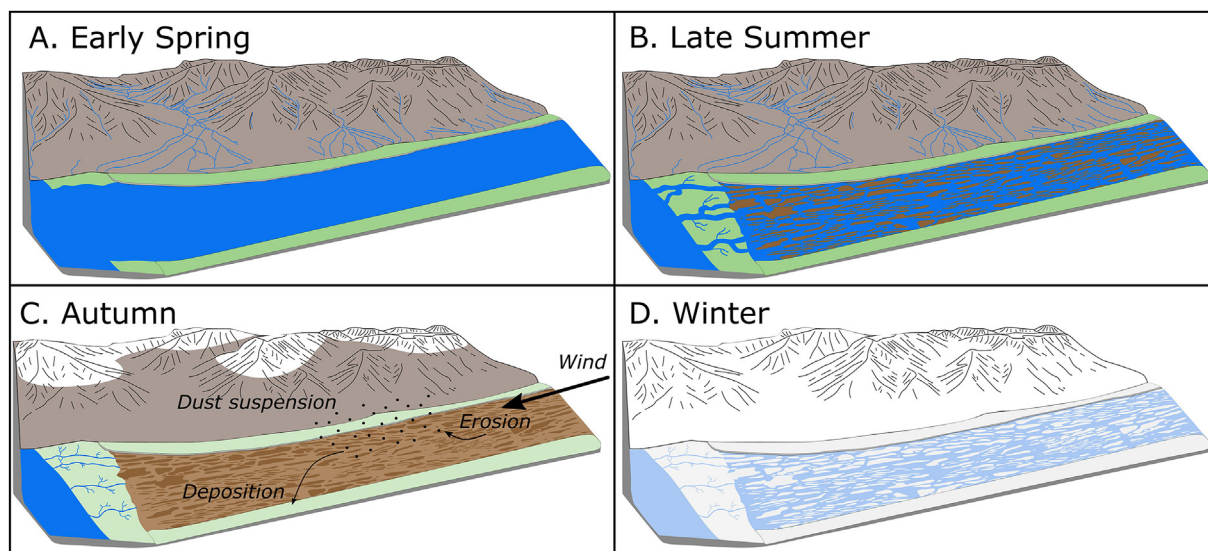 A. Early Spring
B. Late Summer
C. Autumn
Wind
Dust suspension
Erosion
Deposition
D. Winter